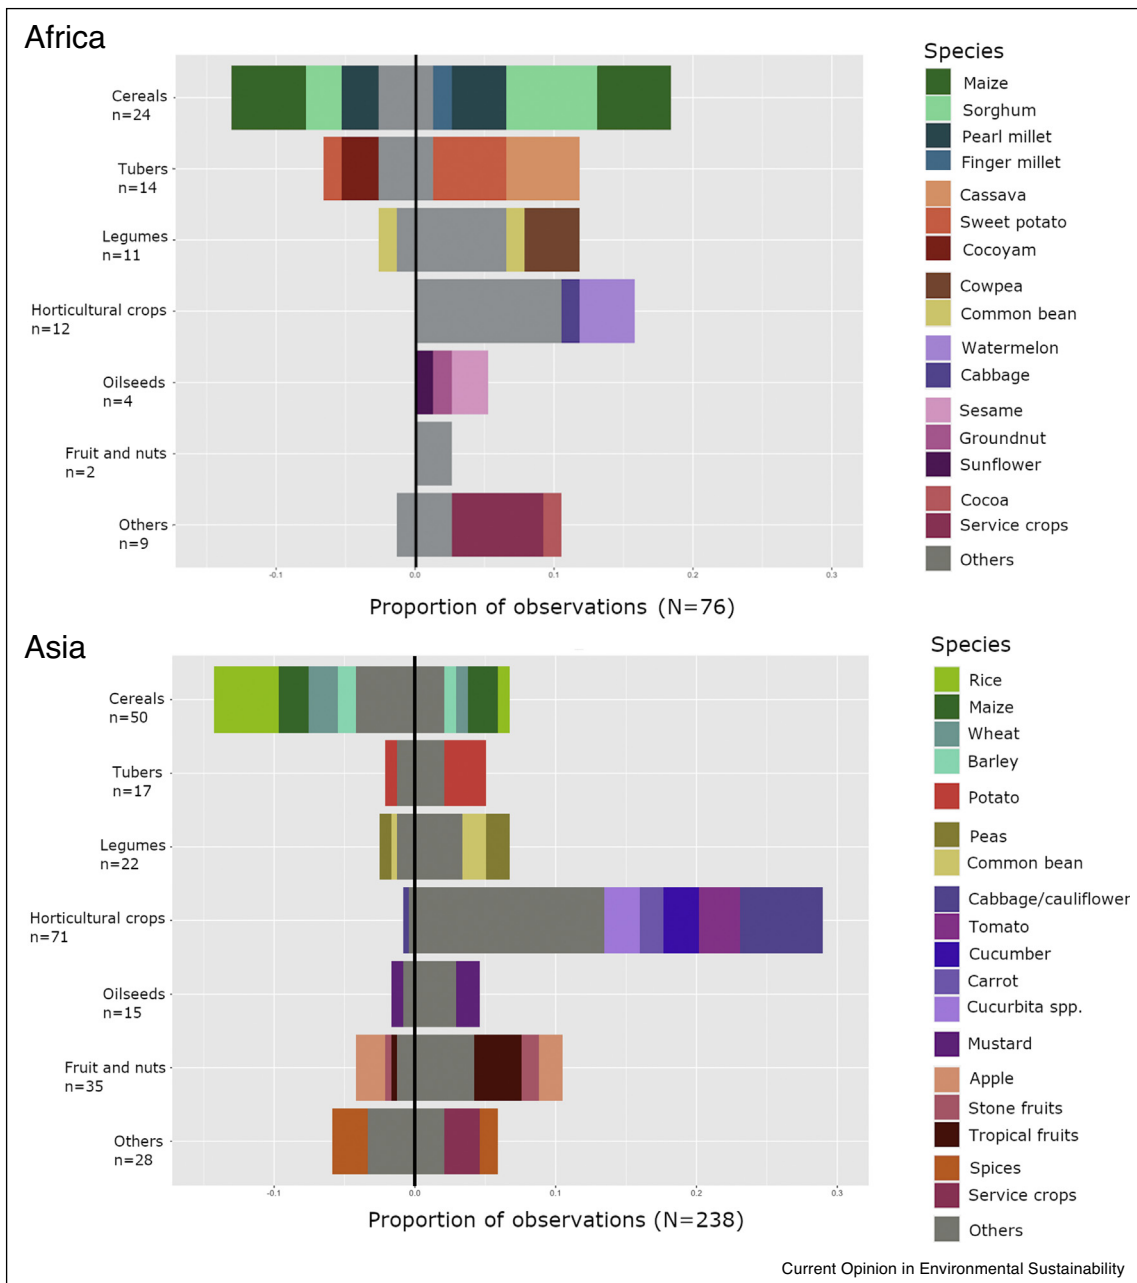 Africa
Cereals
n=24
Tubers
n=14
Legumes
n=11
Horticultural crops
n=12
Oilseeds
n=4
Fruit and nuts
n=2
Others
n=9
-0.1
0.0
0.1
0.2
0.3
Proportion of observations (N=76)
Species
Maize
Sorghum
Pearl millet
Finger millet
Cassava
Sweet potato
Cocoyam
Cowpea
Common bean
Watermelon
Cabbage
Sesame
Groundnut
Sunflower
Cocoa
Service crops
Others
Asia
Cereals
n=50
Tubers
n=17
Legumes
n=22
Horticultural crops
n=71
Oilseeds
n=15
Fruit and nuts
n=35
Others
n=28
-0.1
0.0
0.1
0.2
0.3
Proportion of observations (N=238)
Species
Rice
Maize
Wheat
Barley
Potato
Peas
Common bean
Cabbage/cauliflower
Tomato
Cucumber
Carrot
Cucurbita spp.
Mustard
Apple
Stone fruits
Tropical fruits
Spices
Service crops
Others
Current Opinion in Environmental Sustainability